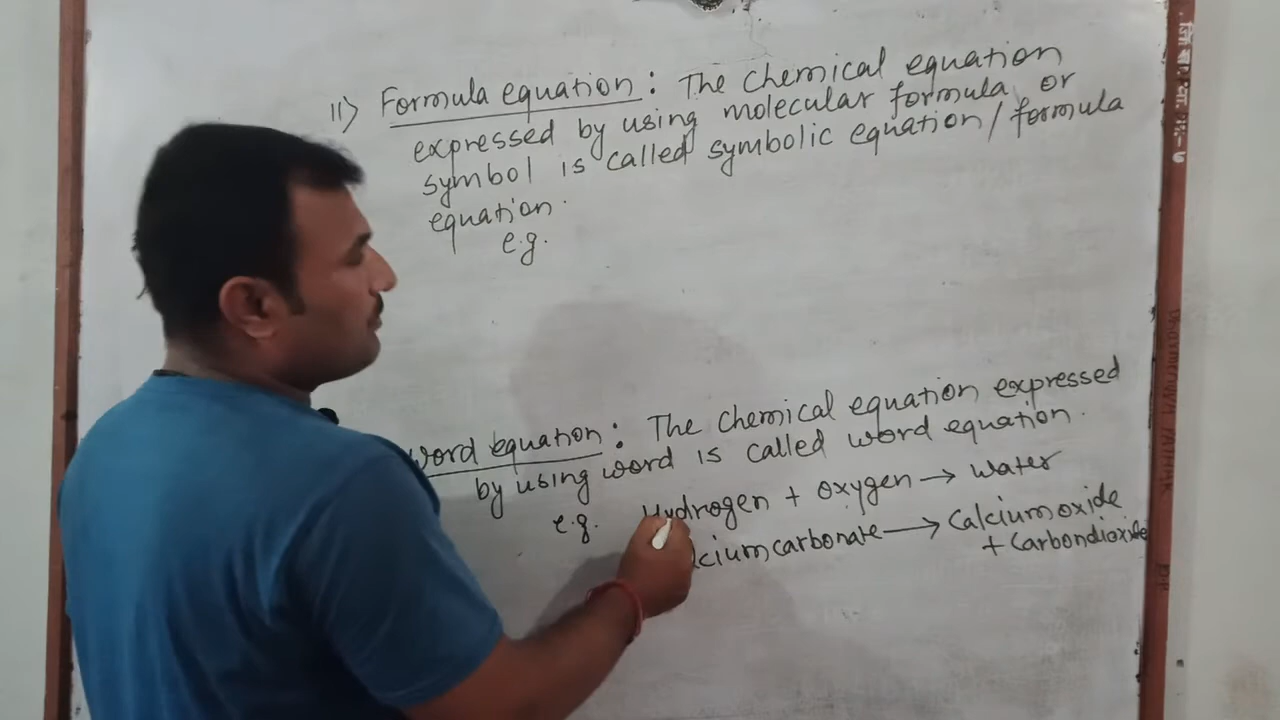 11) Formula equation : The chemical equation
expressed by using molecular formula or
symbol is called symbolic equation / formula
equation.
e.g.
word equation : The chemical equation expressed
by using word is called word equation.
e.g. Hydrogen + oxygen → water
carbonate → Calcium oxide
+ Carbondioxide